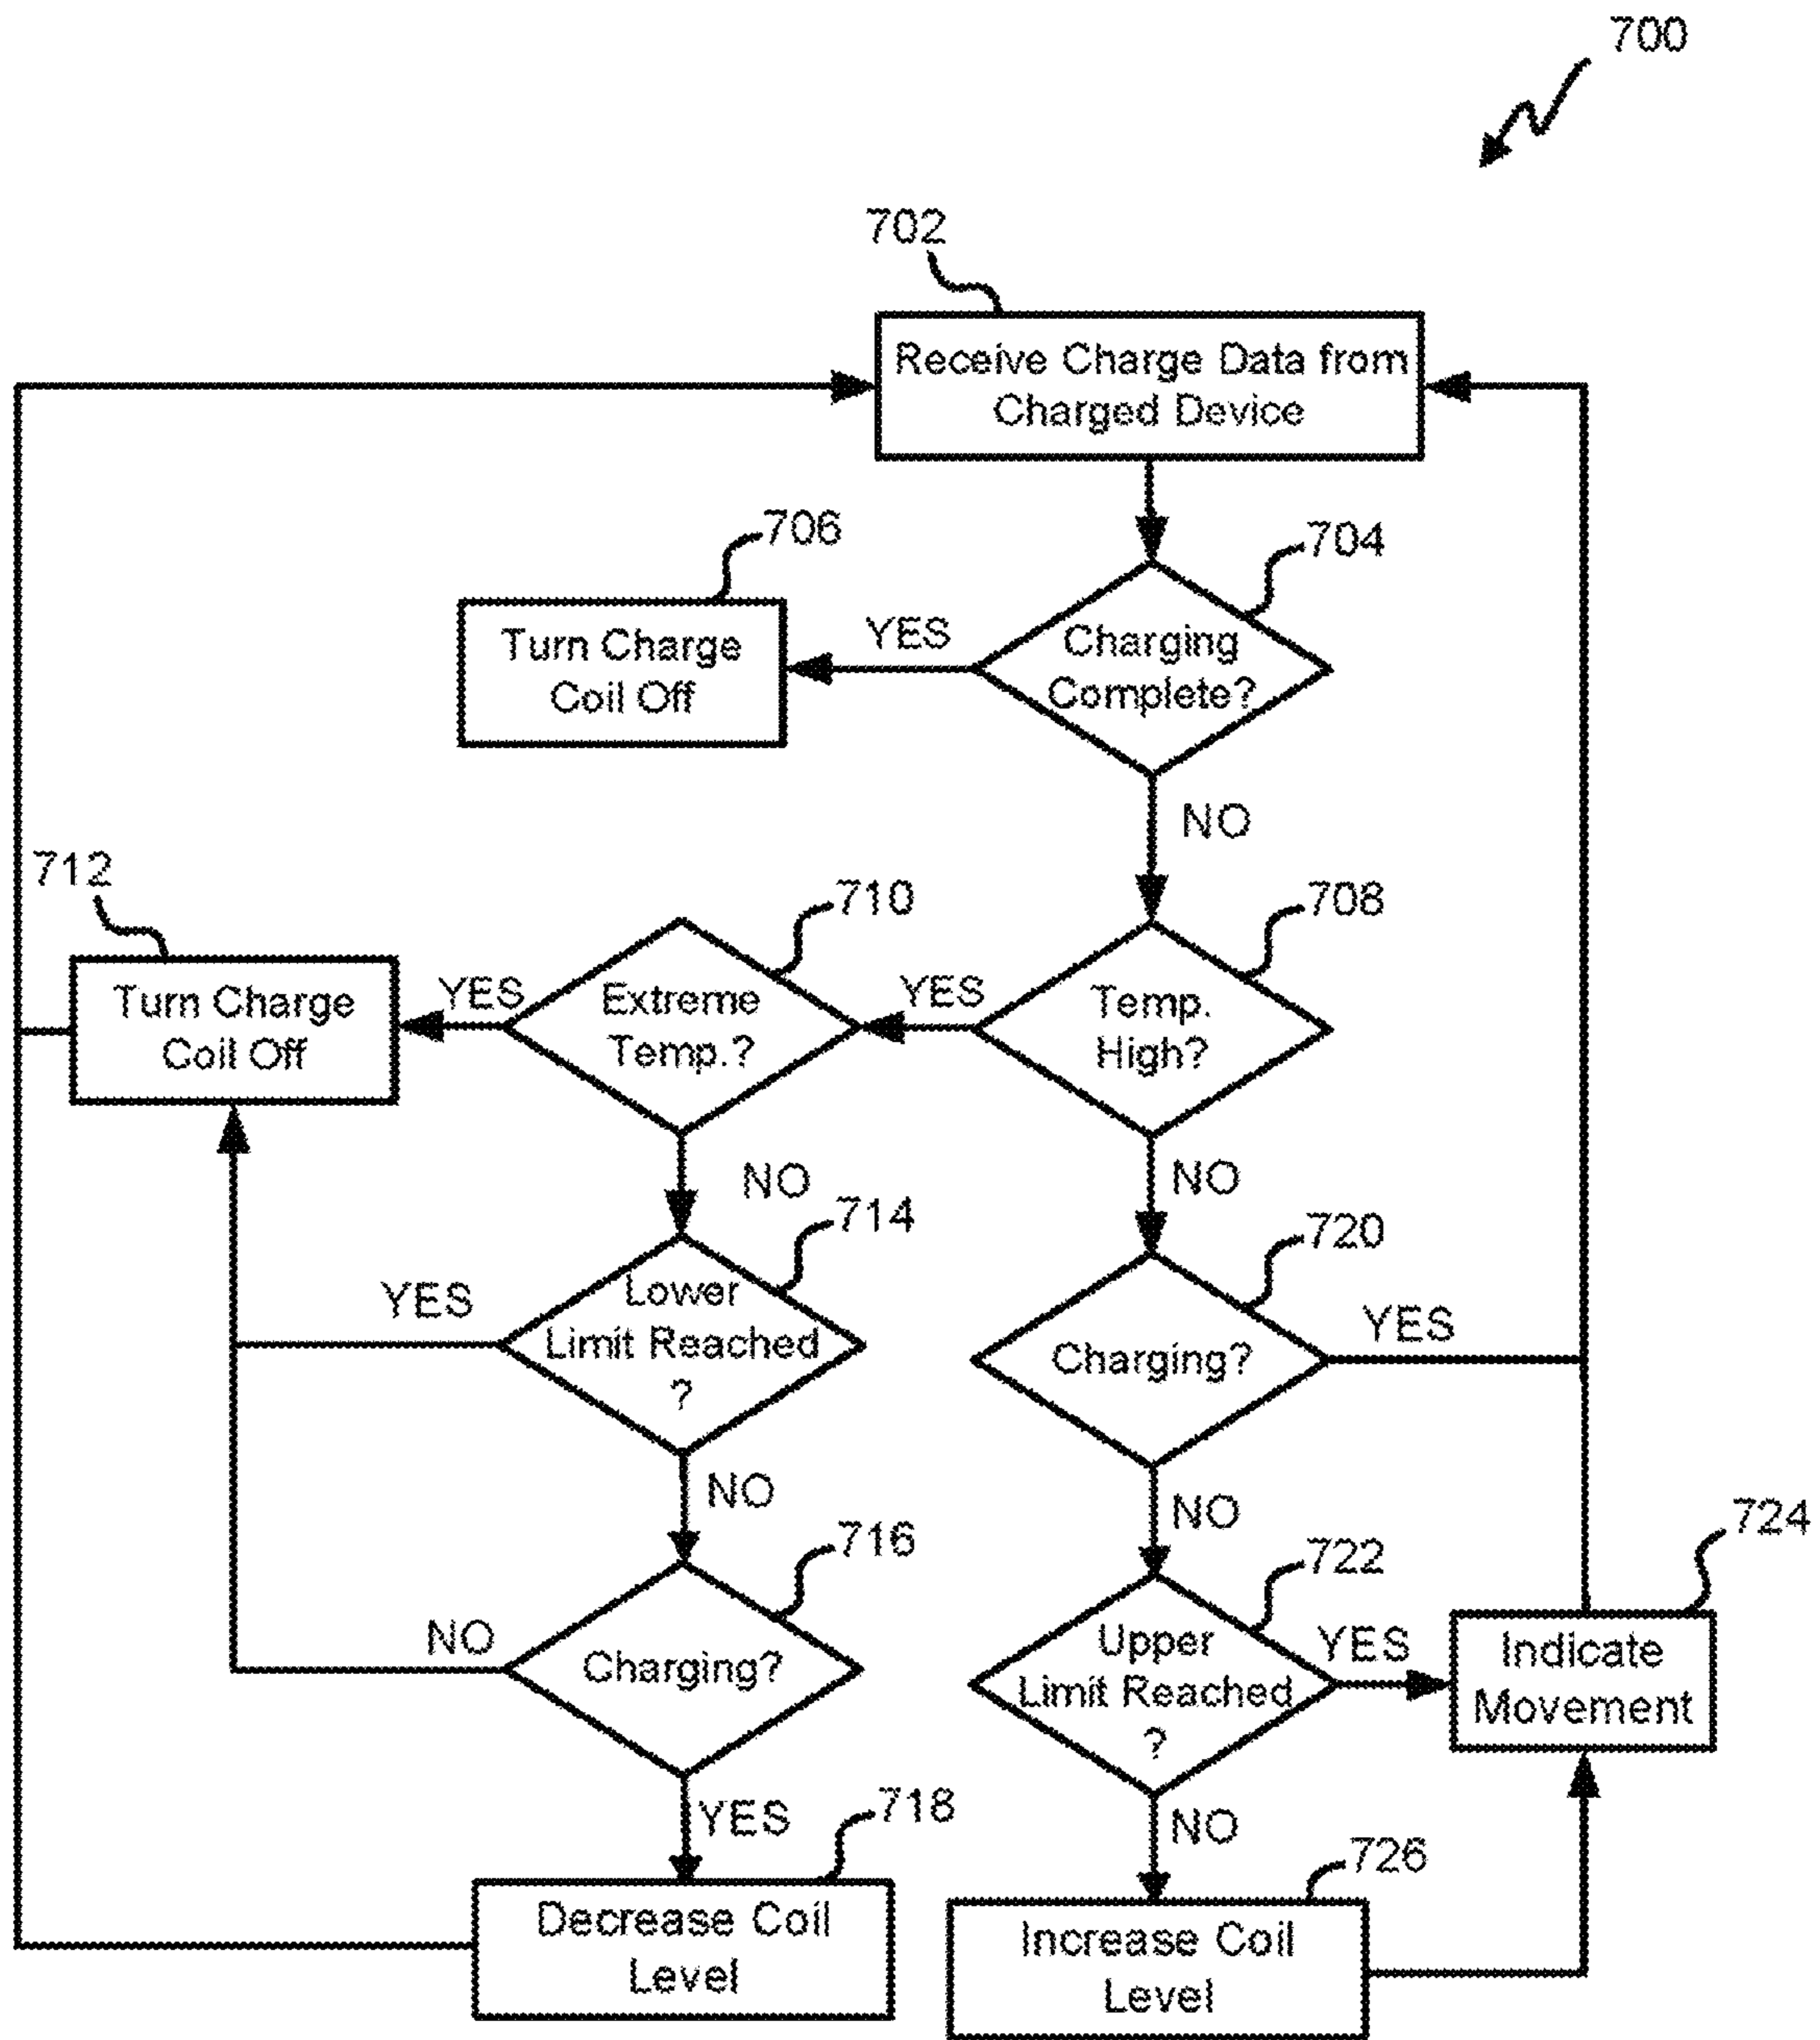 700
702
Receive Charge Data from
Charged Device
706
704
Turn Charge
Coil Off
YES
Charging
Complete?
NO
712
710
708
Turn Charge
Coil Off
YES
Extreme
Temp.?
YES
Temp.
High?
NO
714
NO
720
YES
Lower
Limit Reached
?
Charging?
YES
NO
716
NO
722
724
NO
Charging?
Upper
Limit Reached
?
YES
Indicate
Movement
YES
718
NO
726
Decrease Coil
Level
Increase Coil
Level